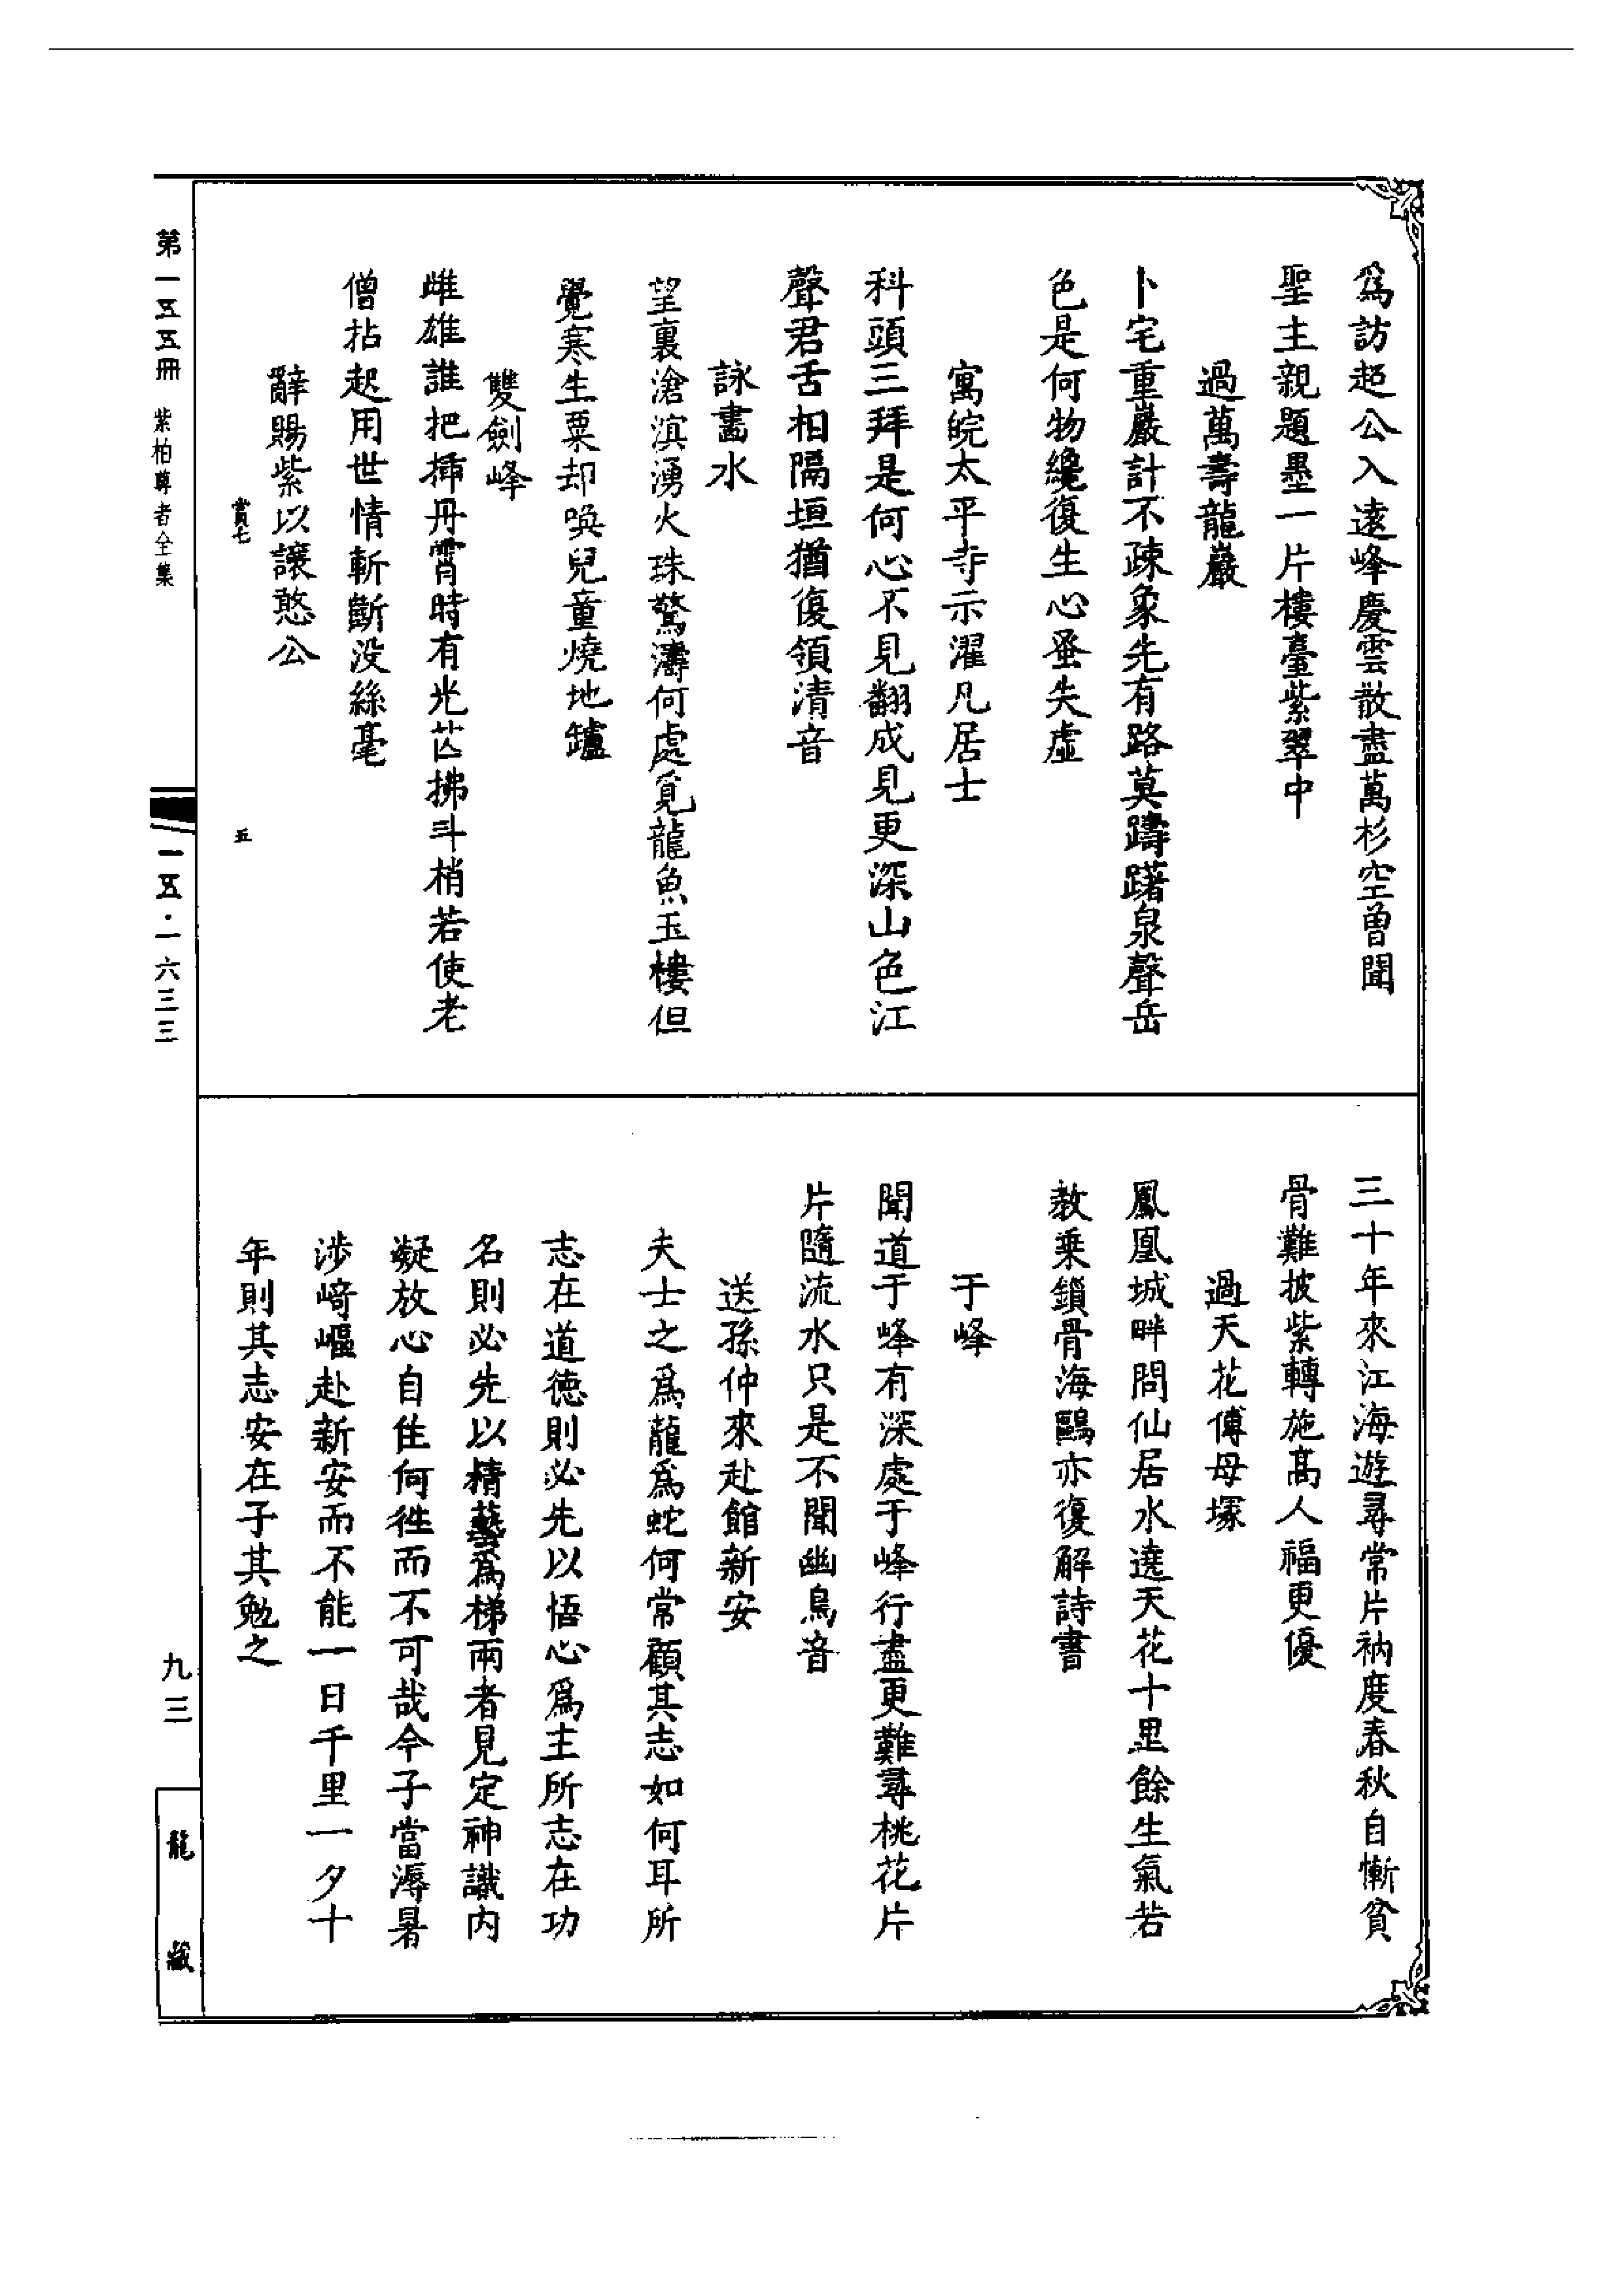 為訪超公入遠峰慶雲散盡萬杉空曾聞
聖主親題墨一片樓臺紫翠中
過萬壽龍巖
卜宅重巖計不疎象先有路莫躊躇泉聲岳
色是何物纔復生心蚤失虛
寓皖太平寺示濯凡居士
科頭三拜是何心不見翻成見更深山色江
聲君舌相隔垣猶復領清音
詠畫水
望裏滄溟湧火珠驚濤何處覓龍魚玉樓但
覺寒生粟却喚兒童燒地罏
雙劍峰
雌雄誰把揷丹霄時有光芒拂斗梢若使老
僧拈起用世情斬斷没絲毫
辭賜紫以讓憨公
賞七
五
三十年來江海遊尋常片衲度春秋自慚貧
骨難披紫轉施高人福更優
過天花傅母塚
鳳凰城畔問仙居水遶天花十里餘生氣若
教乗鎖骨海鷗亦復解詩書
于峰
聞道于峰有深處于峰行盡更難尋桃花片
片隨流水只是不聞幽鳥音
送孫仲來赴館新安
夫士之為龍為蛇何常顧其志如何耳所
志在道德則必先以悟心為主所志在功
名則必先以精藝為梯兩者見定神識内
凝放心自住何徃而不可哉今子當溽暑
涉﨑嶇赴新安而不能一日千里一夕十
年則其志安在子其勉之
第一五五冊
紫柏尊者全集
一五五·一六三三
九三
龍藏